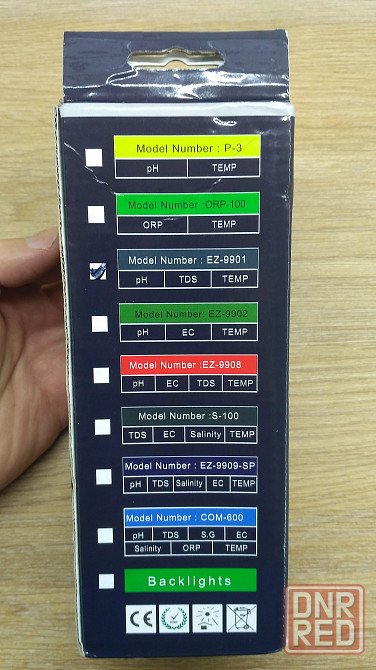 Model Number : P-3
pH TEMP
Model Number :ORP-100
ORP TEMP
Model Number : EZ-9901
pH TDS TEMP
Model Number: EZ-9902
pH EC TEMP
Model Number :EZ-9908
pH EC TDS TEMP
Model Number :S-100
TDS EC Salinity TEMP
Model Number : EZ-9909-SP
pH TDS Salinity EC TEMP
Model Number : COM-600
pH TDS S.G EC
Salinity ORP TEMP
Backlights
CE
DNR
RED